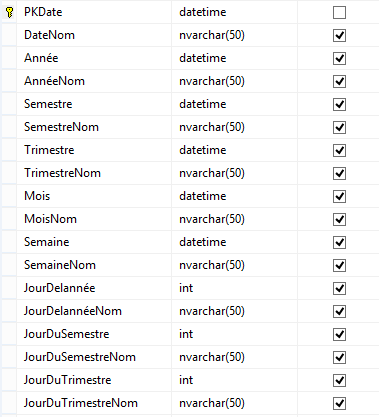 PKDate datetime
DateNom nvarchar(50)
Année datetime
AnnéeNom nvarchar(50)
Semestre datetime
SemestreNom nvarchar(50)
Trimestre datetime
TrimestreNom nvarchar(50)
Mois datetime
MoisNom nvarchar(50)
Semaine datetime
SemaineNom nvarchar(50)
JourDelannée int
JourDelannéeNom nvarchar(50)
JourDuSemestre int
JourDuSemestreNom nvarchar(50)
JourDuTrimestre int
JourDuTrimestreNom nvarchar(50)